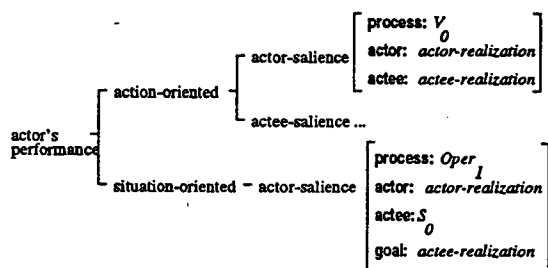 process: V0
actor-salience
actor: actor-realization
actee: actee-realization
action-oriented
actee-salience ...
actor's
performance
process: Oper1
situation-oriented
actor-salience
actor: actor-realization
actee: S0
goal: actee-realization